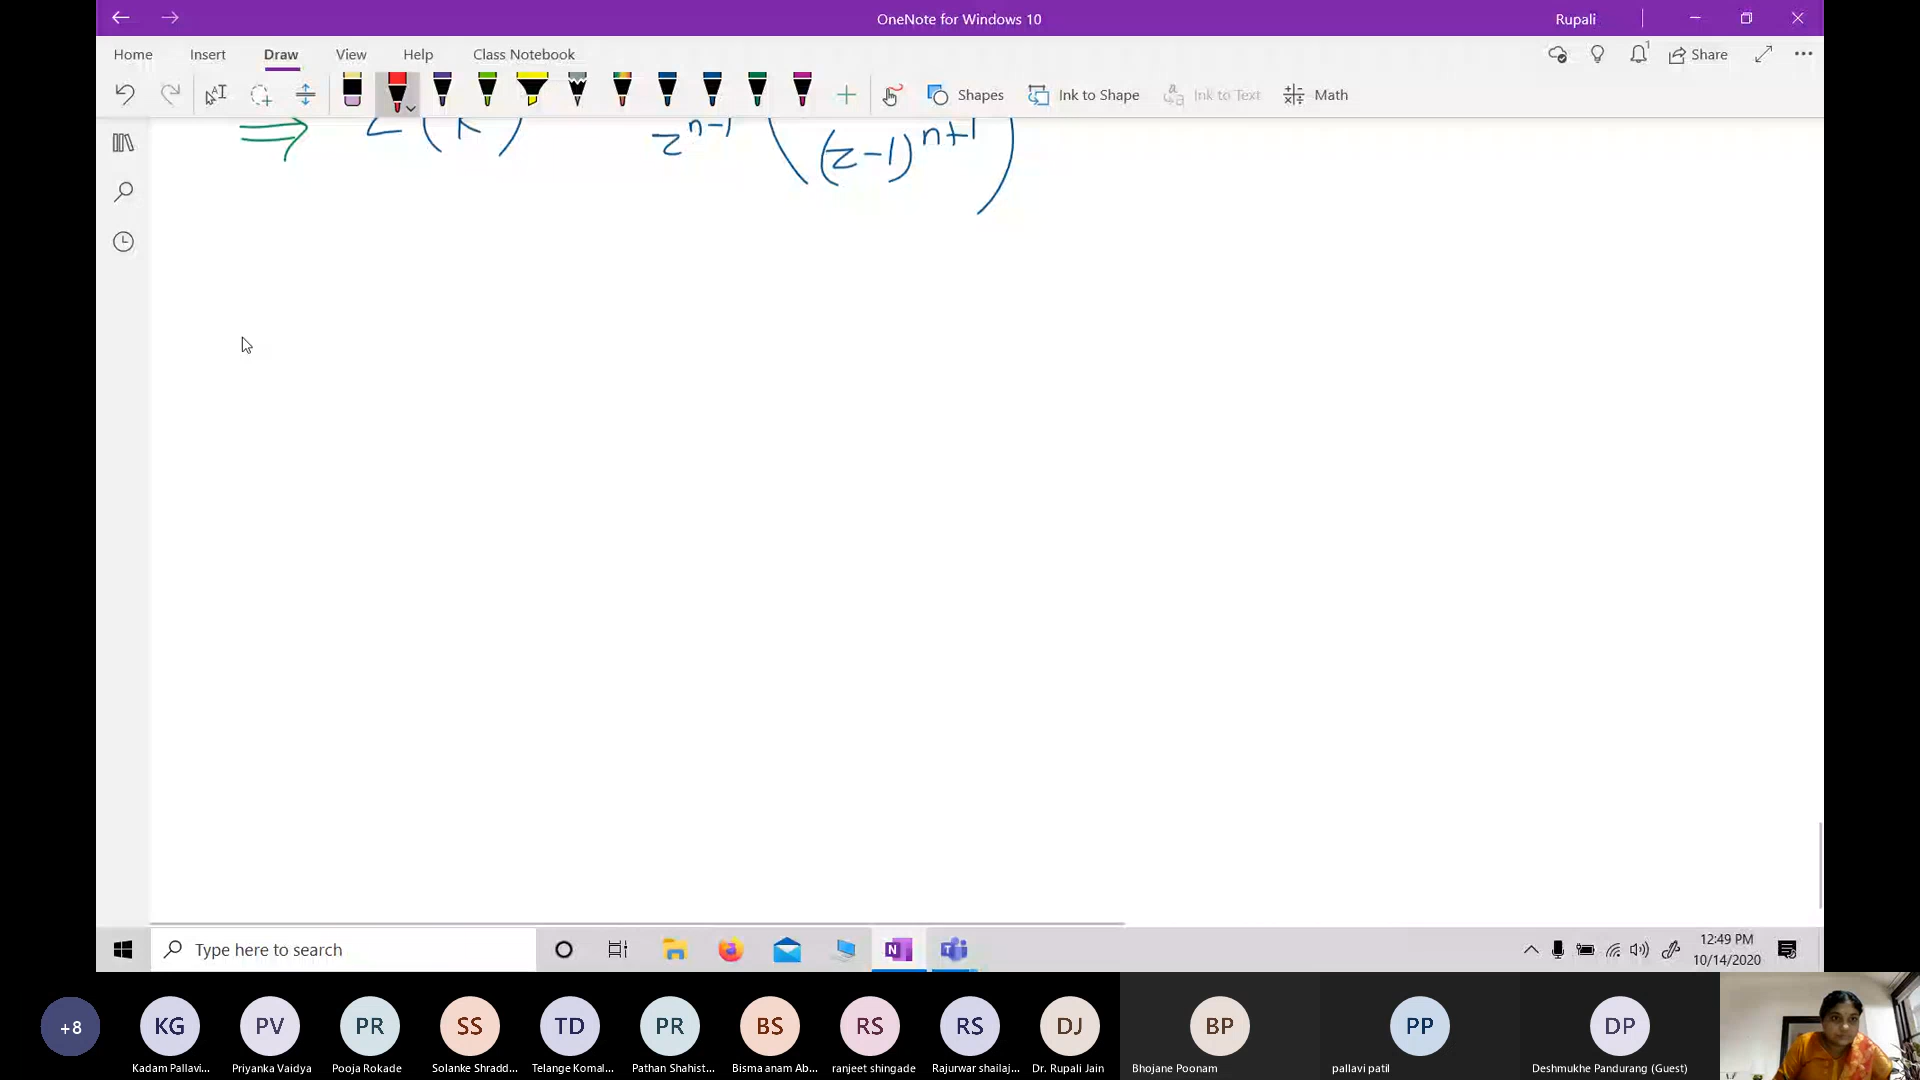 OneNote for Windows 10
Rupali
Home Insert Draw View Help Class Notebook
1 Share
Shapes Ink to Shape Ink to Text Math
z^{n-1} (z-1)^{n+1}
Type here to search
12:49 PM
10/14/2020
+8 KG PV PR SS TD PR BS RS RS DJ BP PP DP
Kadam Pallavi... Priyanka Vaidya Pooja Rokade Solanke Shradd... Telange Komal... Pathan Shahist... Bisma anam Ab... ranjeet shingade Rajurwar shailaj... Dr. Rupali Jain Bhojane Poonam pallavi patil Deshmukhe Pandurang (Guest)